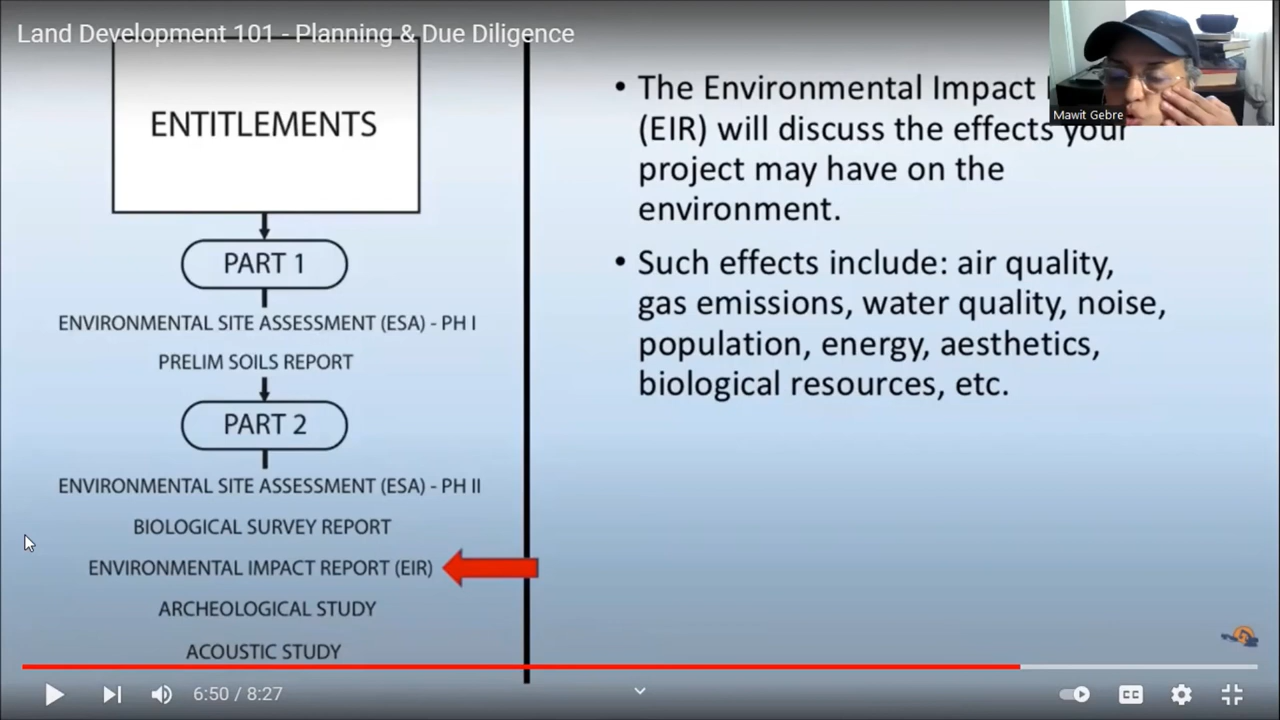 Land Development 101 - Planning & Due Diligence
Mawit Gebre
ENTITLEMENTS
PART 1
ENVIRONMENTAL SITE ASSESSMENT (ESA) - PH I
PRELIM SOILS REPORT
PART 2
ENVIRONMENTAL SITE ASSESSMENT (ESA) - PH II
BIOLOGICAL SURVEY REPORT
ENVIRONMENTAL IMPACT REPORT (EIR)
ARCHEOLOGICAL STUDY
ACOUSTIC STUDY
• The Environmental Impact
(EIR) will discuss the effects your
project may have on the
environment.
• Such effects include: air quality,
gas emissions, water quality, noise,
population, energy, aesthetics,
biological resources, etc.
6:50 / 8:27
CC